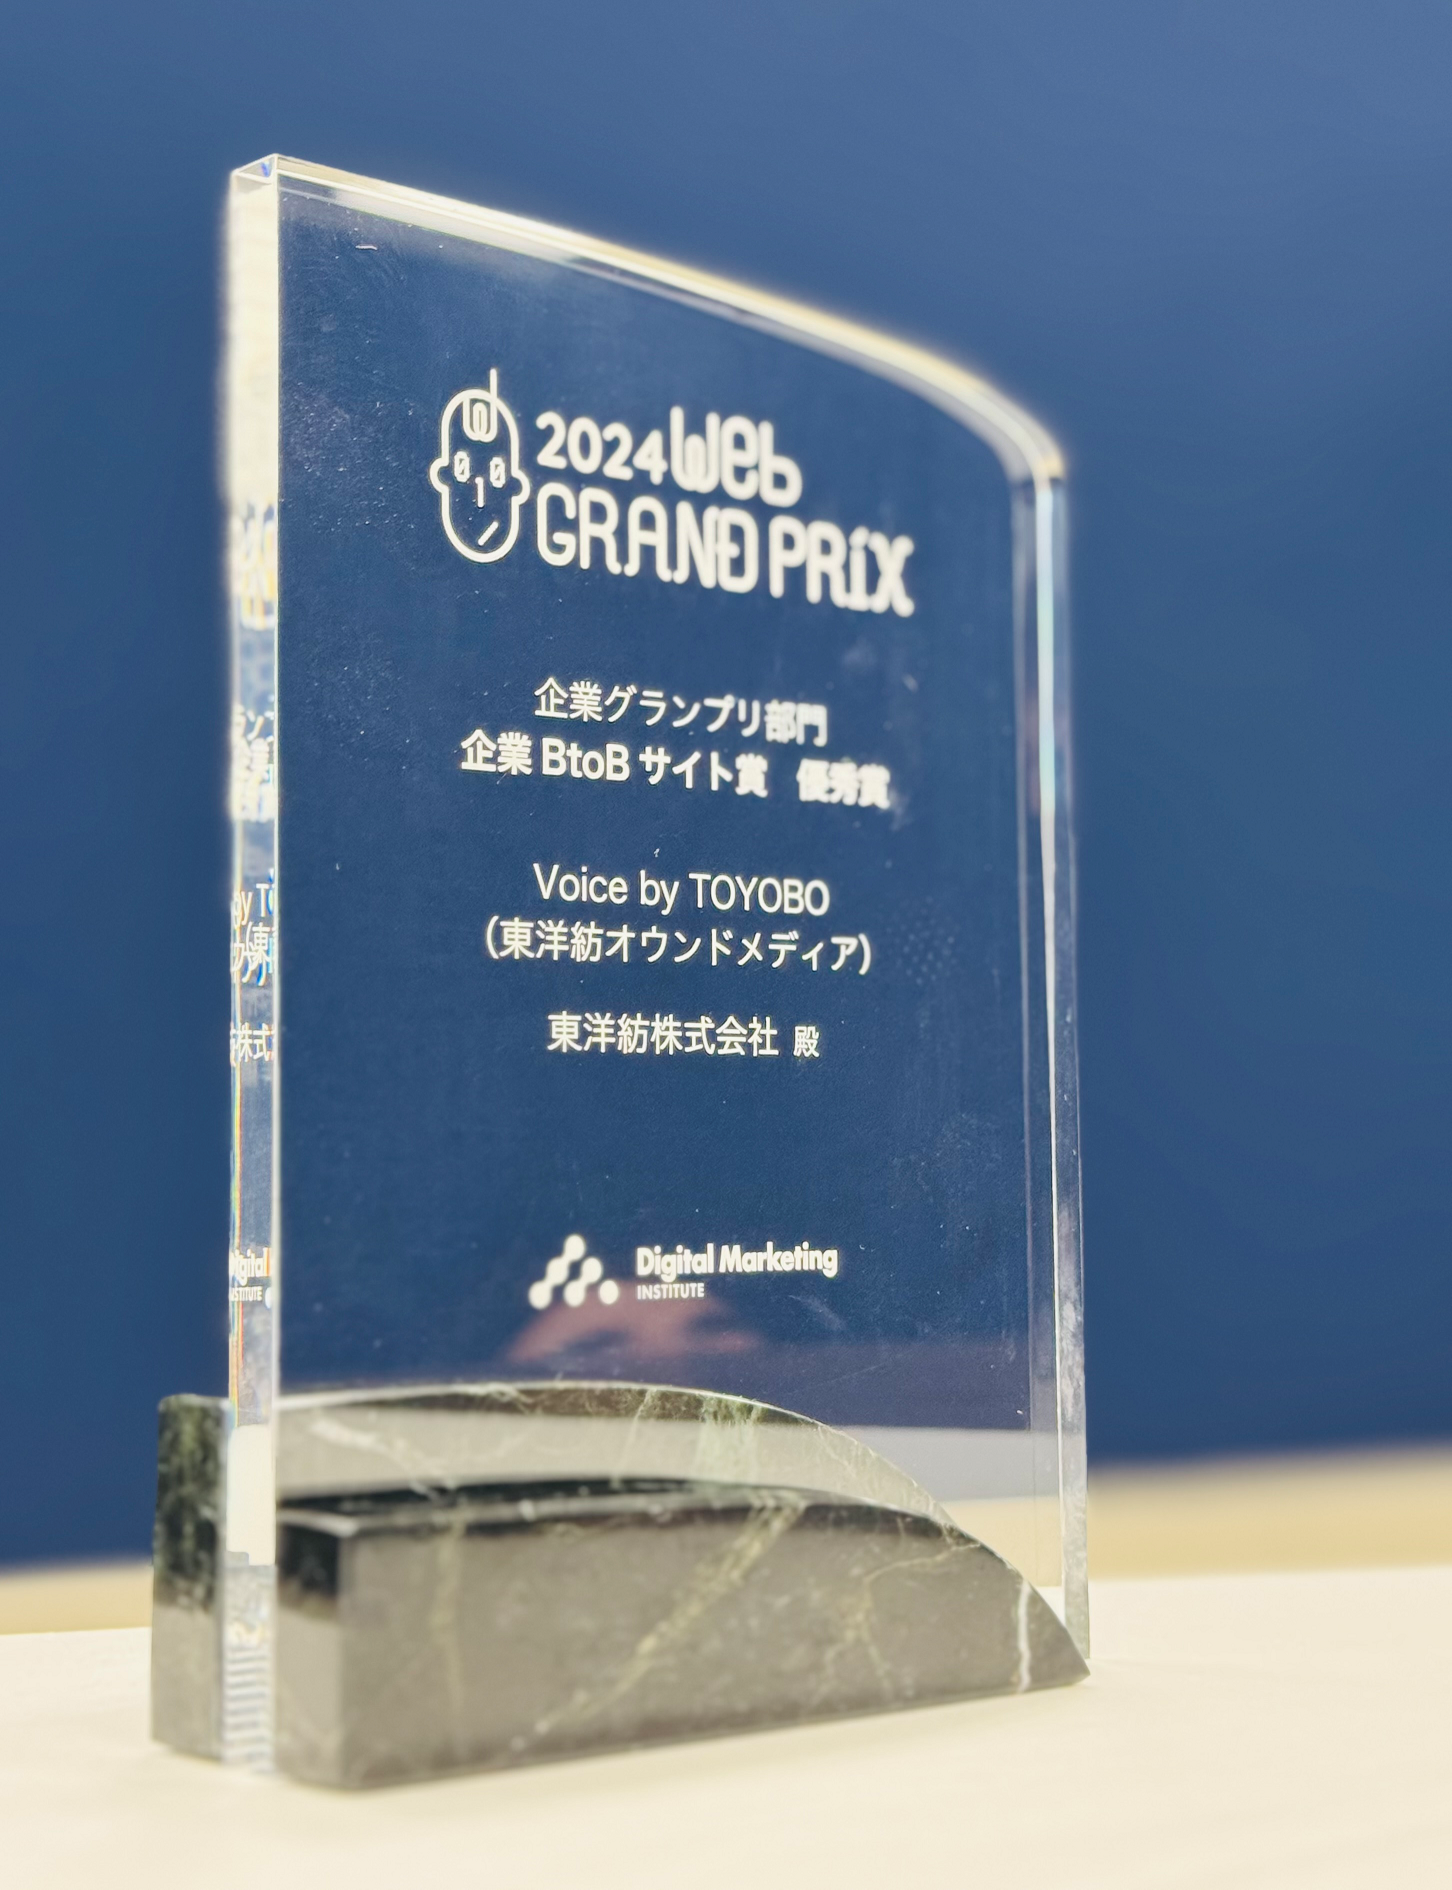 2024 Web
GRAND PRIX
企業グランプリ部門
企業 BtoB サイト賞　優秀賞
Voice by TOYOBO
（東洋紡オウンドメディア）
東洋紡株式会社 殿
Digital Marketing
INSTITUTE